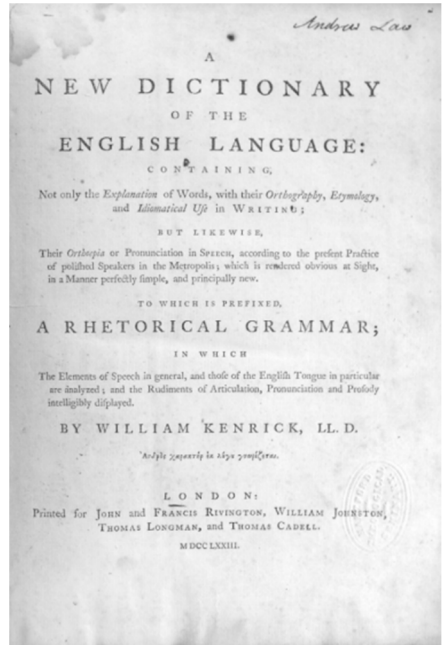 Andrew Law
A
NEW DICTIONARY
OF THE
ENGLISH LANGUAGE:
CONTAINING,
Not only the Explanation of Words, with their Orthography, Etymology,
and Idiomatical Uſe in WRITING;
BUT LIKEWISE,
Their Orthoepia or Pronunciation in SPEECH, according to the preſent Practice
of poliſhed Speakers in the Metropolis; which is rendered obvious at Sight,
in a Manner perfectly ſimple, and principally new.
TO WHICH IS PREFIXED,
A RHETORICAL GRAMMAR;
IN WHICH
The Elements of Speech in general, and thoſe of the Engliſh Tongue in particular
are analyzed; and the Rudiments of Articulation, Pronunciation and Proſody
intelligibly diſplayed.
BY WILLIAM KENRICK, LL. D.
LONDON:
Printed for JOHN and FRANCIS RIVINGTON, WILLIAM JOHNSTON,
THOMAS LONGMAN, and THOMAS CADELL.
MDCCLXXIII.